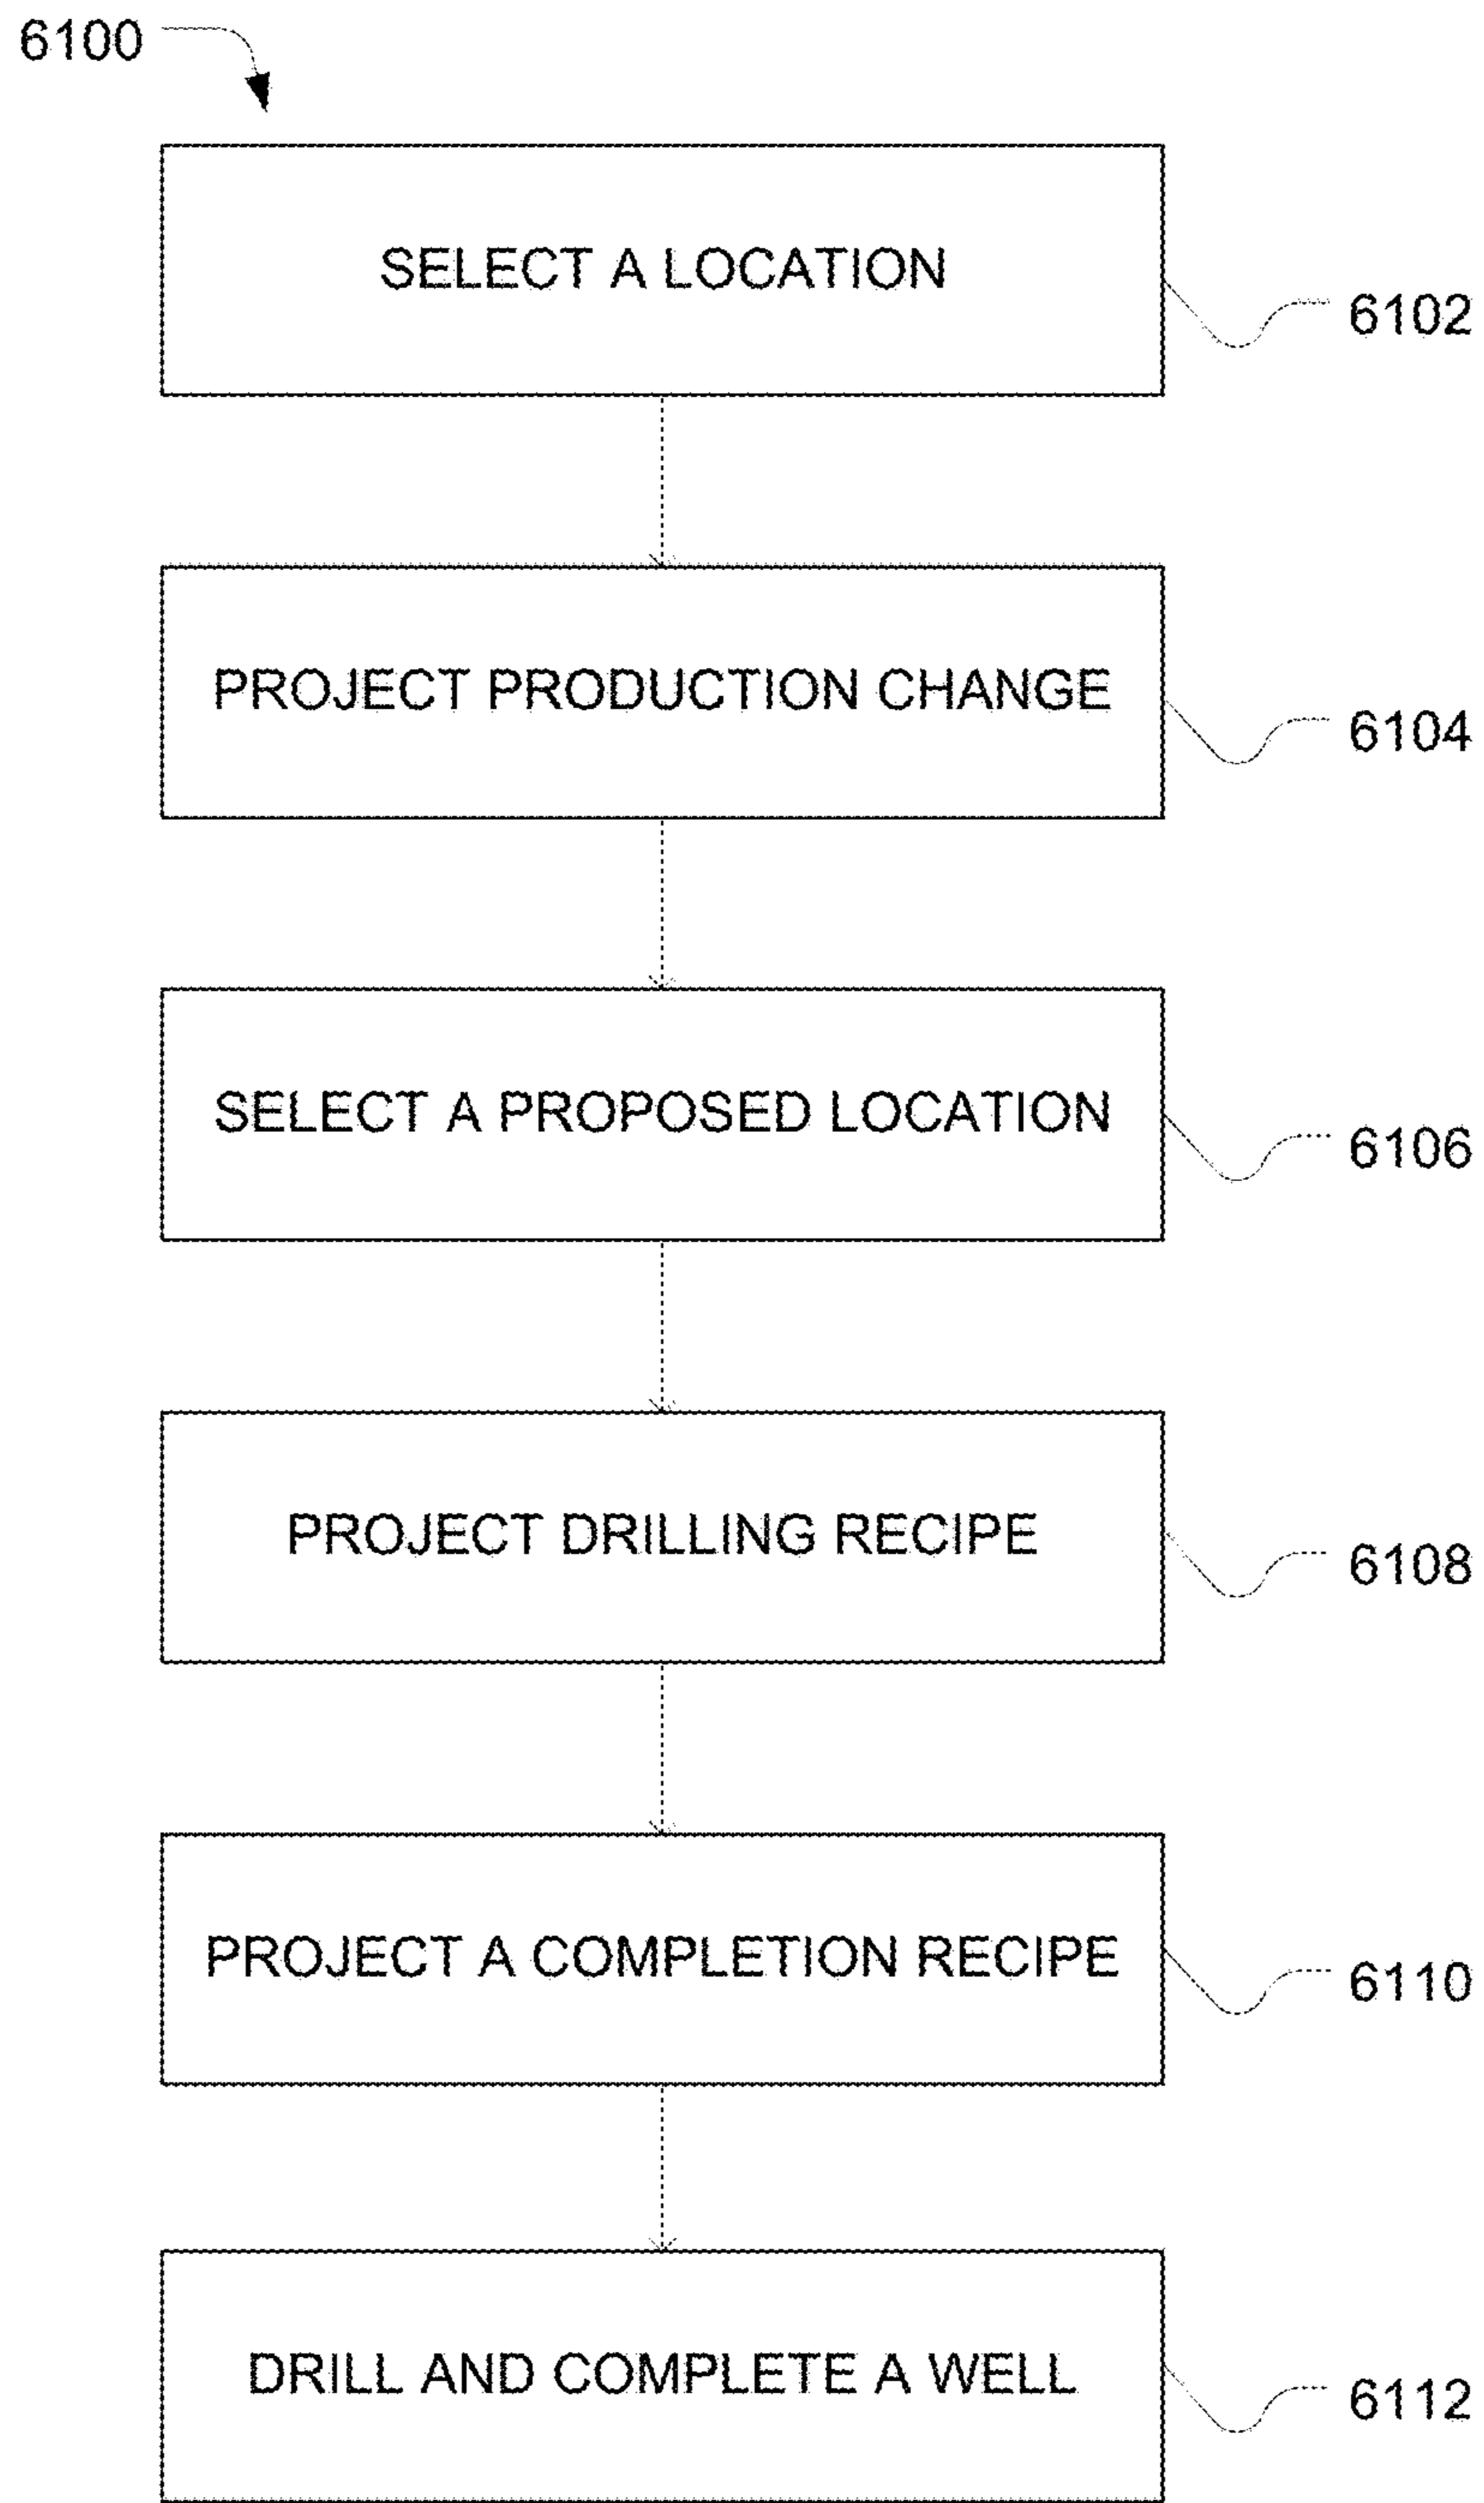 6100
SELECT A LOCATION
6102
PROJECT PRODUCTION CHANGE
6104
SELECT A PROPOSED LOCATION
6106
PROJECT DRILLING RECIPE
6108
PROJECT A COMPLETION RECIPE
6110
DRILL AND COMPLETE A WELL
6112